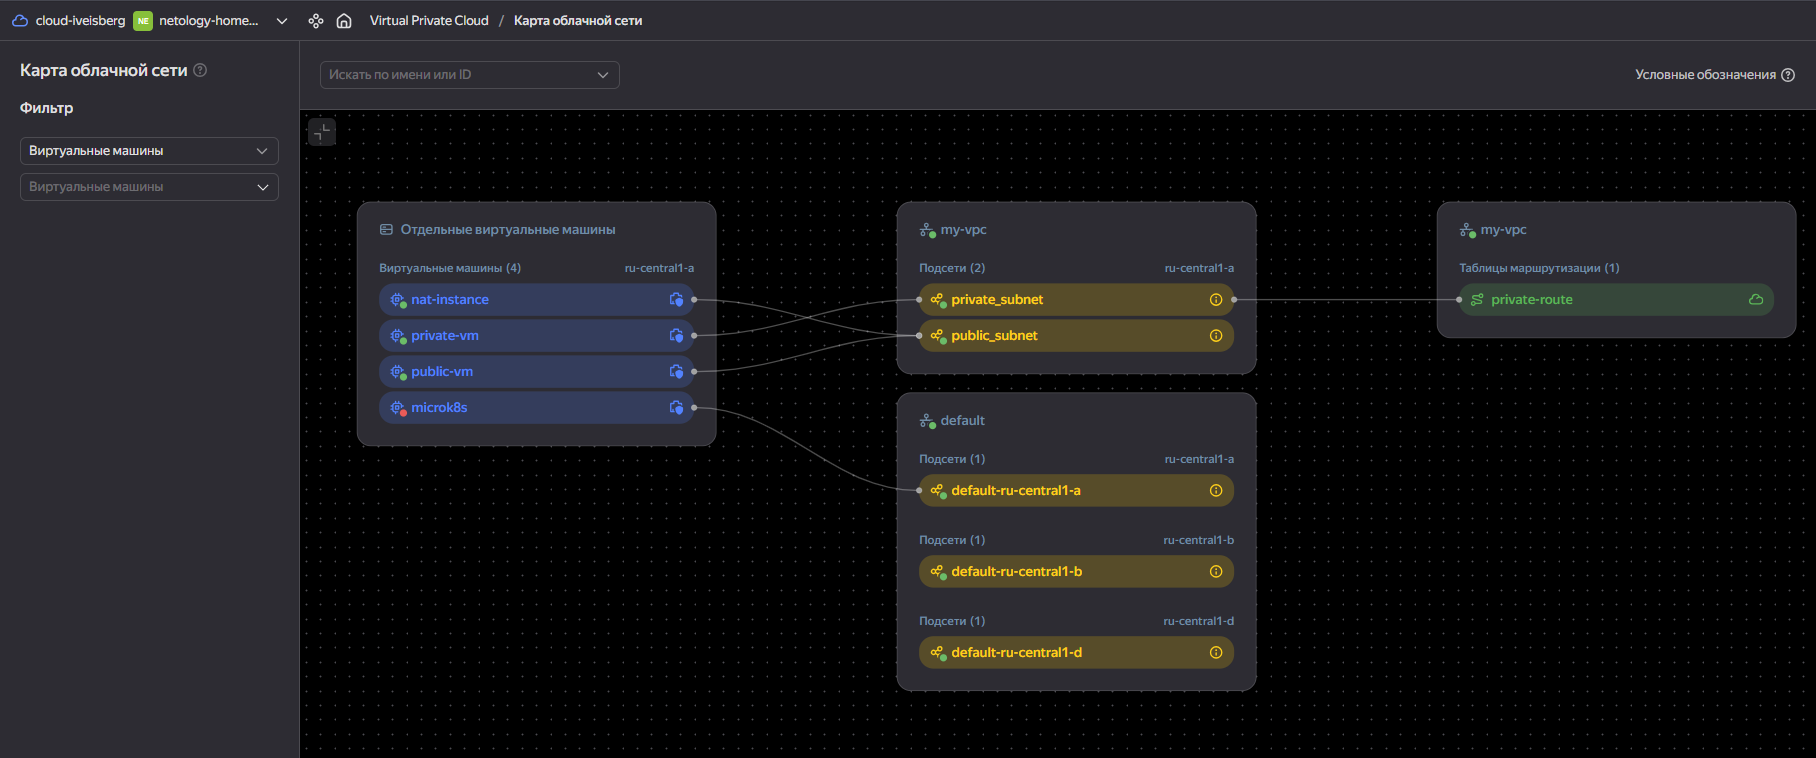 cloud-iveisberg NE netology-home... Virtual Private Cloud / Карта облачной сети
Карта облачной сети
Фильтр
Виртуальные машины
Виртуальные машины
Искать по имени или ID
Условные обозначения
Отдельные виртуальные машины
Виртуальные машины (4) ru-central1-a
nat-instance
private-vm
public-vm
microk8s
my-vpc
Подсети (2) ru-central1-a
private_subnet
public_subnet
default
Подсети (1) ru-central1-a
default-ru-central1-a
Подсети (1) ru-central1-b
default-ru-central1-b
Подсети (1) ru-central1-d
default-ru-central1-d
my-vpc
Таблицы маршрутизации (1)
private-route